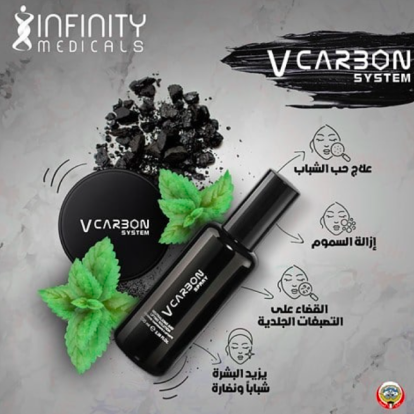 INFINITY
MEDICALS
V CARBON
SYSTEM
علاج حب الشباب
V CARBON
SYSTEM
إزالة السموم
V CARBON
SPRAY
القضاء على
التصبغات الجلدية
يزيد البشرة
شباباً ونضارة